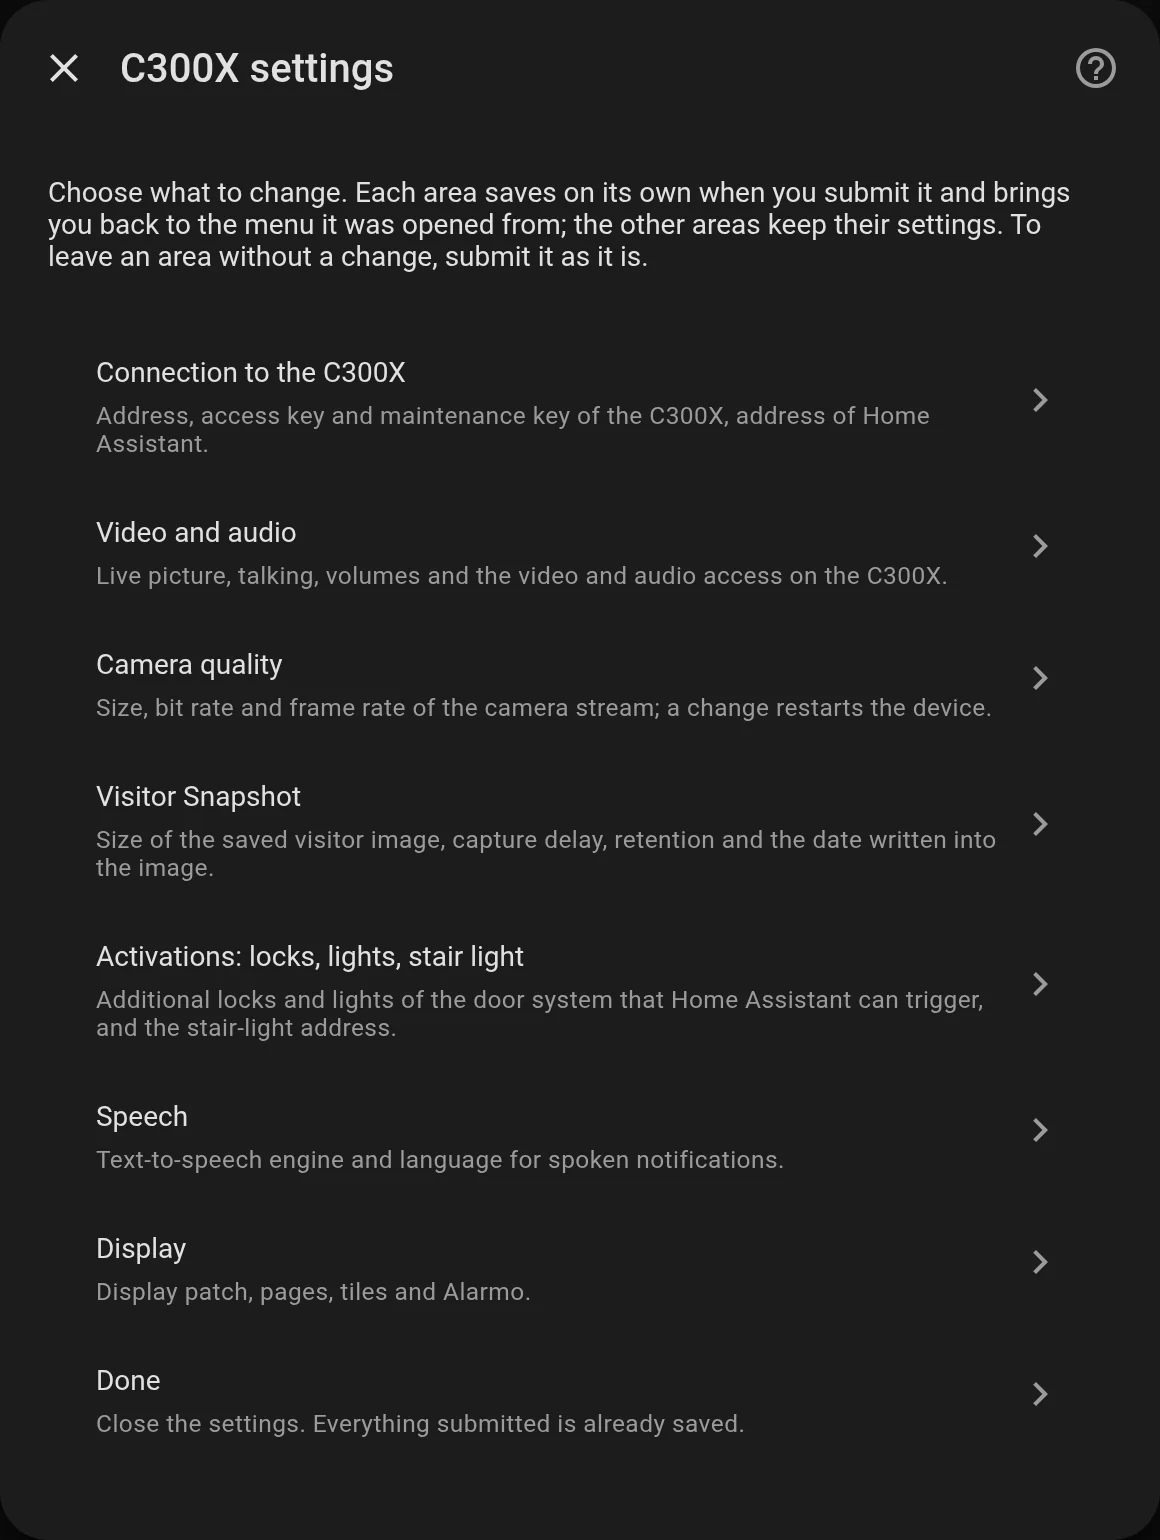 C300X settings
Choose what to change. Each area saves on its own when you submit it and brings
you back to the menu it was opened from; the other areas keep their settings. To
leave an area without a change, submit it as it is.
Connection to the C300X
Address, access key and maintenance key of the C300X, address of Home
Assistant.
Video and audio
Live picture, talking, volumes and the video and audio access on the C300X.
Camera quality
Size, bit rate and frame rate of the camera stream; a change restarts the device.
Visitor Snapshot
Size of the saved visitor image, capture delay, retention and the date written into
the image.
Activations: locks, lights, stair light
Additional locks and lights of the door system that Home Assistant can trigger,
and the stair-light address.
Speech
Text-to-speech engine and language for spoken notifications.
Display
Display patch, pages, tiles and Alarmo.
Done
Close the settings. Everything submitted is already saved.